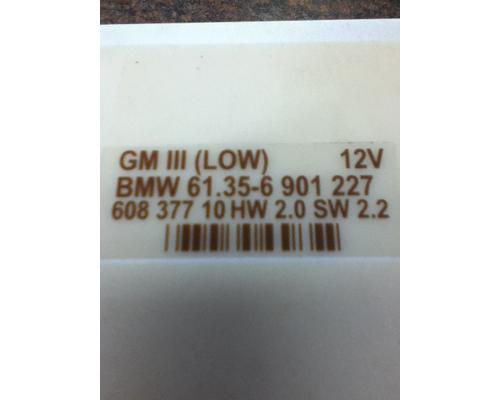 GM III (LOW) 12V
BMW 61.35-6 901 227
608 377 10 HW 2.0 SW 2.2